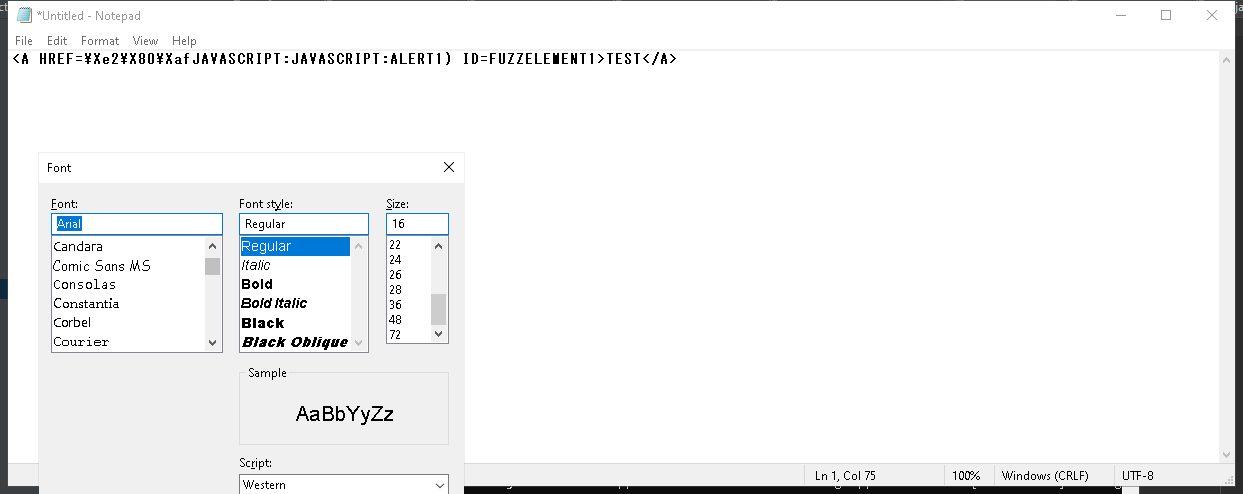 *Untitled - Notepad
File Edit Format View Help
<A HREF=¥Xe2¥X80¥XafJAVASCRIPT:JAVASCRIPT:ALERT1) ID=FUZZELEMENT1>TEST</A>
Font
Font: Font style: Size:
Arial Regular 16
Candara
Comic Sans MS
Consolas
Constantia
Corbel
Courier
Regular
Italic
Bold
Bold Italic
Black
Black Oblique
22
24
26
28
36
48
72
Sample
AaBbYyZz
Script:
Western
Ln 1, Col 75 100% Windows (CRLF) UTF-8